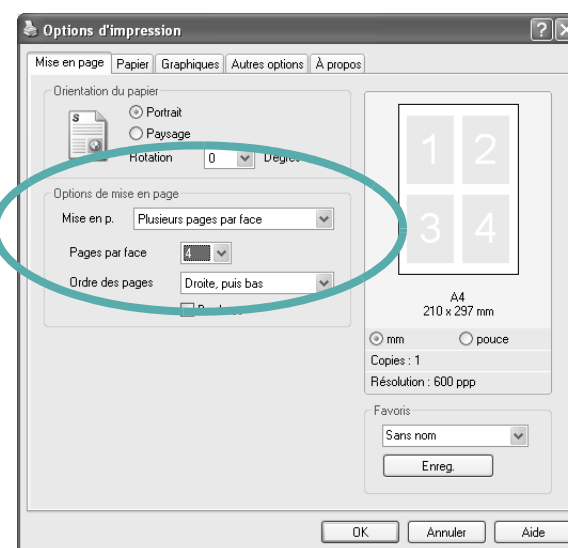 Options d'impression
Mise en page Papier Graphiques Autres options À propos
Orientation du papier
S
Portrait
Paysage
Rotation 0 Degrés
Options de mise en page
Mise en p. Plusieurs pages par face
Pages par face 4
Ordre des pages Droite, puis bas
1 2
3 4
A4
210 x 297 mm
mm pouce
Copies : 1
Résolution : 600 ppp
Favoris
Sans nom
Enreg.
OK Annuler Aide